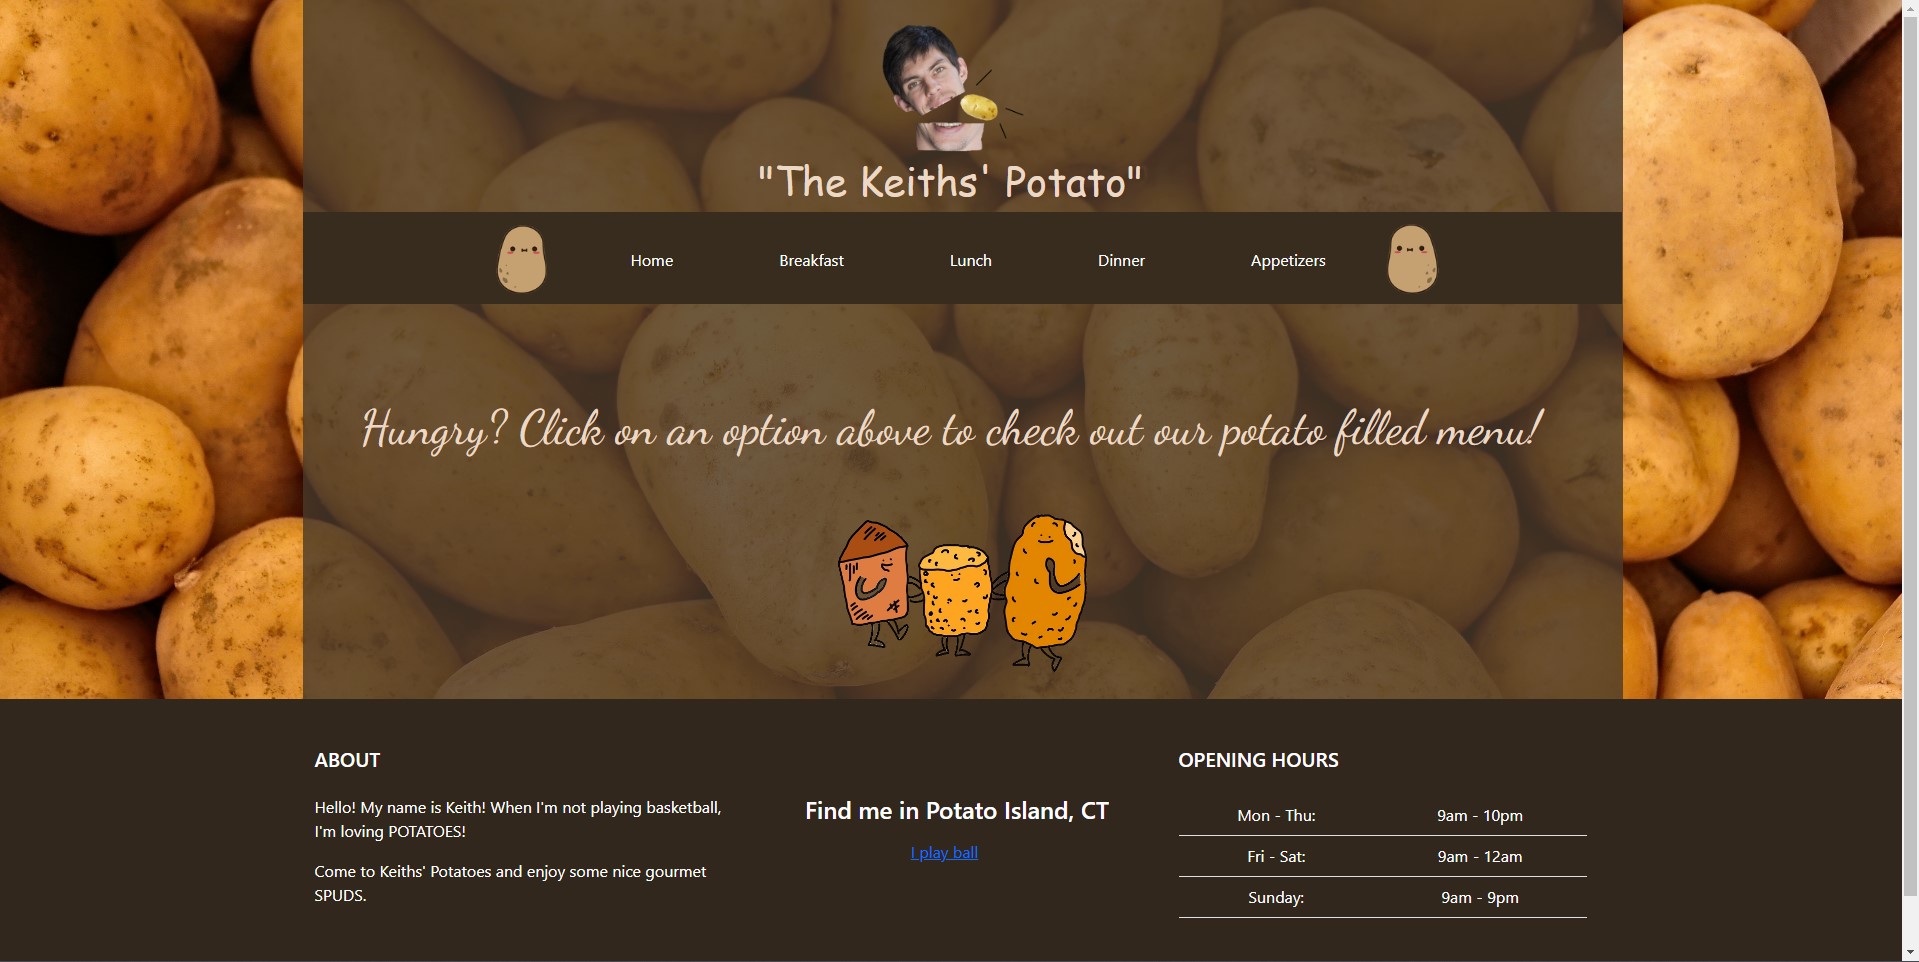 "The Keiths' Potato"
Home Breakfast Lunch Dinner Appetizers
Hungry? Click on an option above to check out our potato filled menu!
ABOUT
Hello! My name is Keith! When I'm not playing basketball,
I'm loving POTATOES!
Come to Keiths' Potatoes and enjoy some nice gourmet
SPUDS.
Find me in Potato Island, CT
I play ball
OPENING HOURS
Mon - Thu: 9am - 10pm
Fri - Sat: 9am - 12am
Sunday: 9am - 9pm